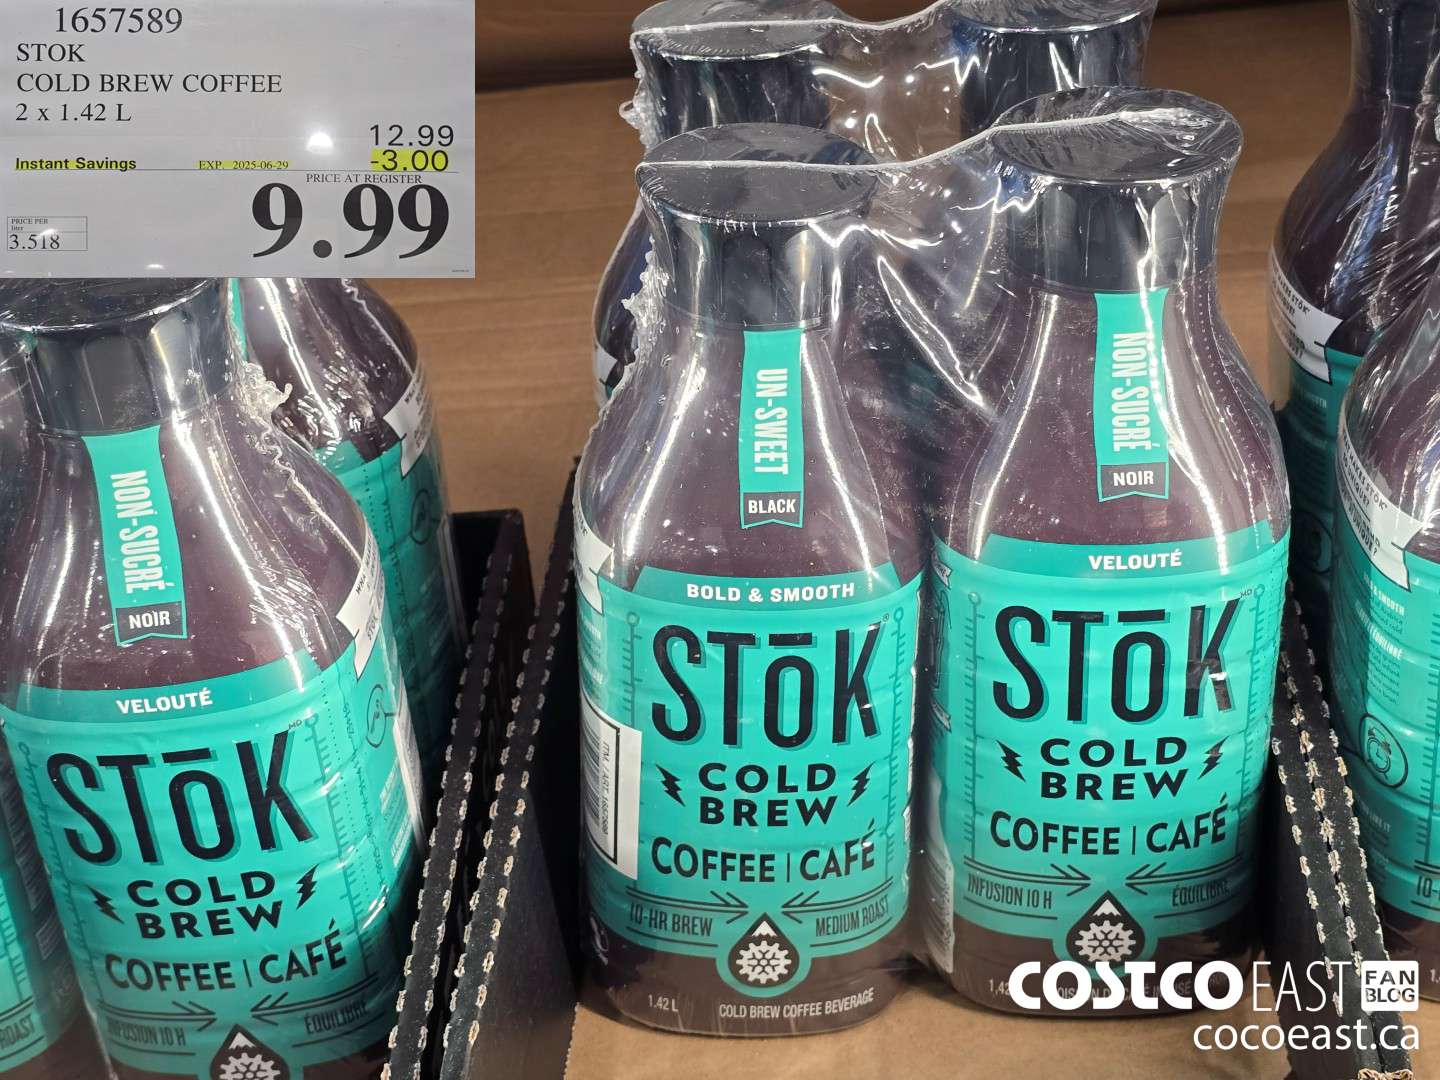 1657589
STOK
COLD BREW COFFEE
2 x 1.42 L
12.99
Instant Savings EXP. 2025-06-29 -3.00
PRICE AT REGISTER
9.99
PRICE PER
liter
3.518
NON-SUCRÉ
NOIR
VELOUTÉ
STōK MD
COLD
BREW
COFFEE | CAFÉ
INFUSION 10 H ÉQUILIBRÉ
ROAST
UN-SWEET
BLACK
BOLD & SMOOTH
STōK ®
COLD
BREW
COFFEE | CAFÉ
10-HR BREW MEDIUM ROAST
1.42 L COLD BREW COFFEE BEVERAGE
NON-SUCRÉ
NOIR
VELOUTÉ
STōK MD
COLD
BREW
COFFEE | CAFÉ
INFUSION 10 H ÉQUILIBRÉ
COSTCO EAST FAN BLOG
cocoeast.ca